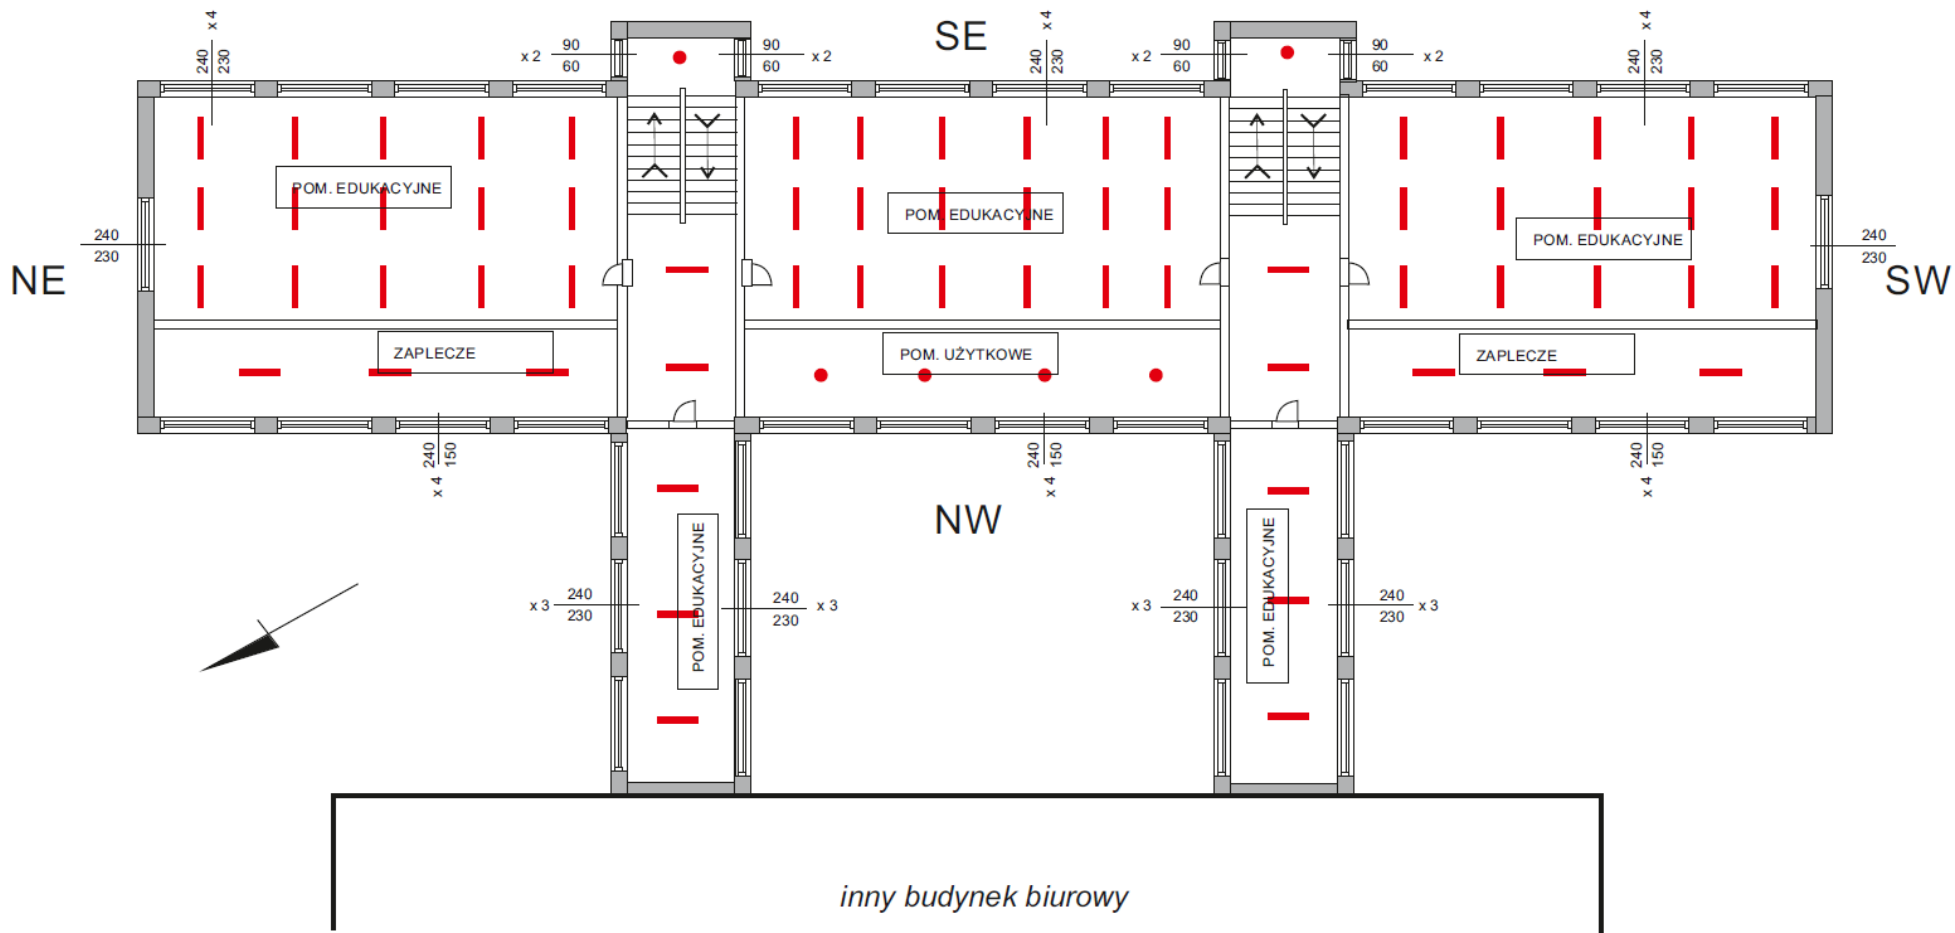 x 4
240
230
x 2
90
60
90
60
x 2
SE
x 4
240
230
x 2
90
60
90
60
x 2
x 4
240
230
POM. EDUKACYJNE
POM. EDUKACYJNE
POM. EDUKACYJNE
240
230
NE
240
230
SW
ZAPLECZE
POM. UŻYTKOWE
ZAPLECZE
240
150
x 4
240
150
x 4
240
150
x 4
NW
POM. EDUKACYJNE
POM. EDUKACYJNE
x 3
240
230
240
230
x 3
x 3
240
230
240
230
x 3
inny budynek biurowy